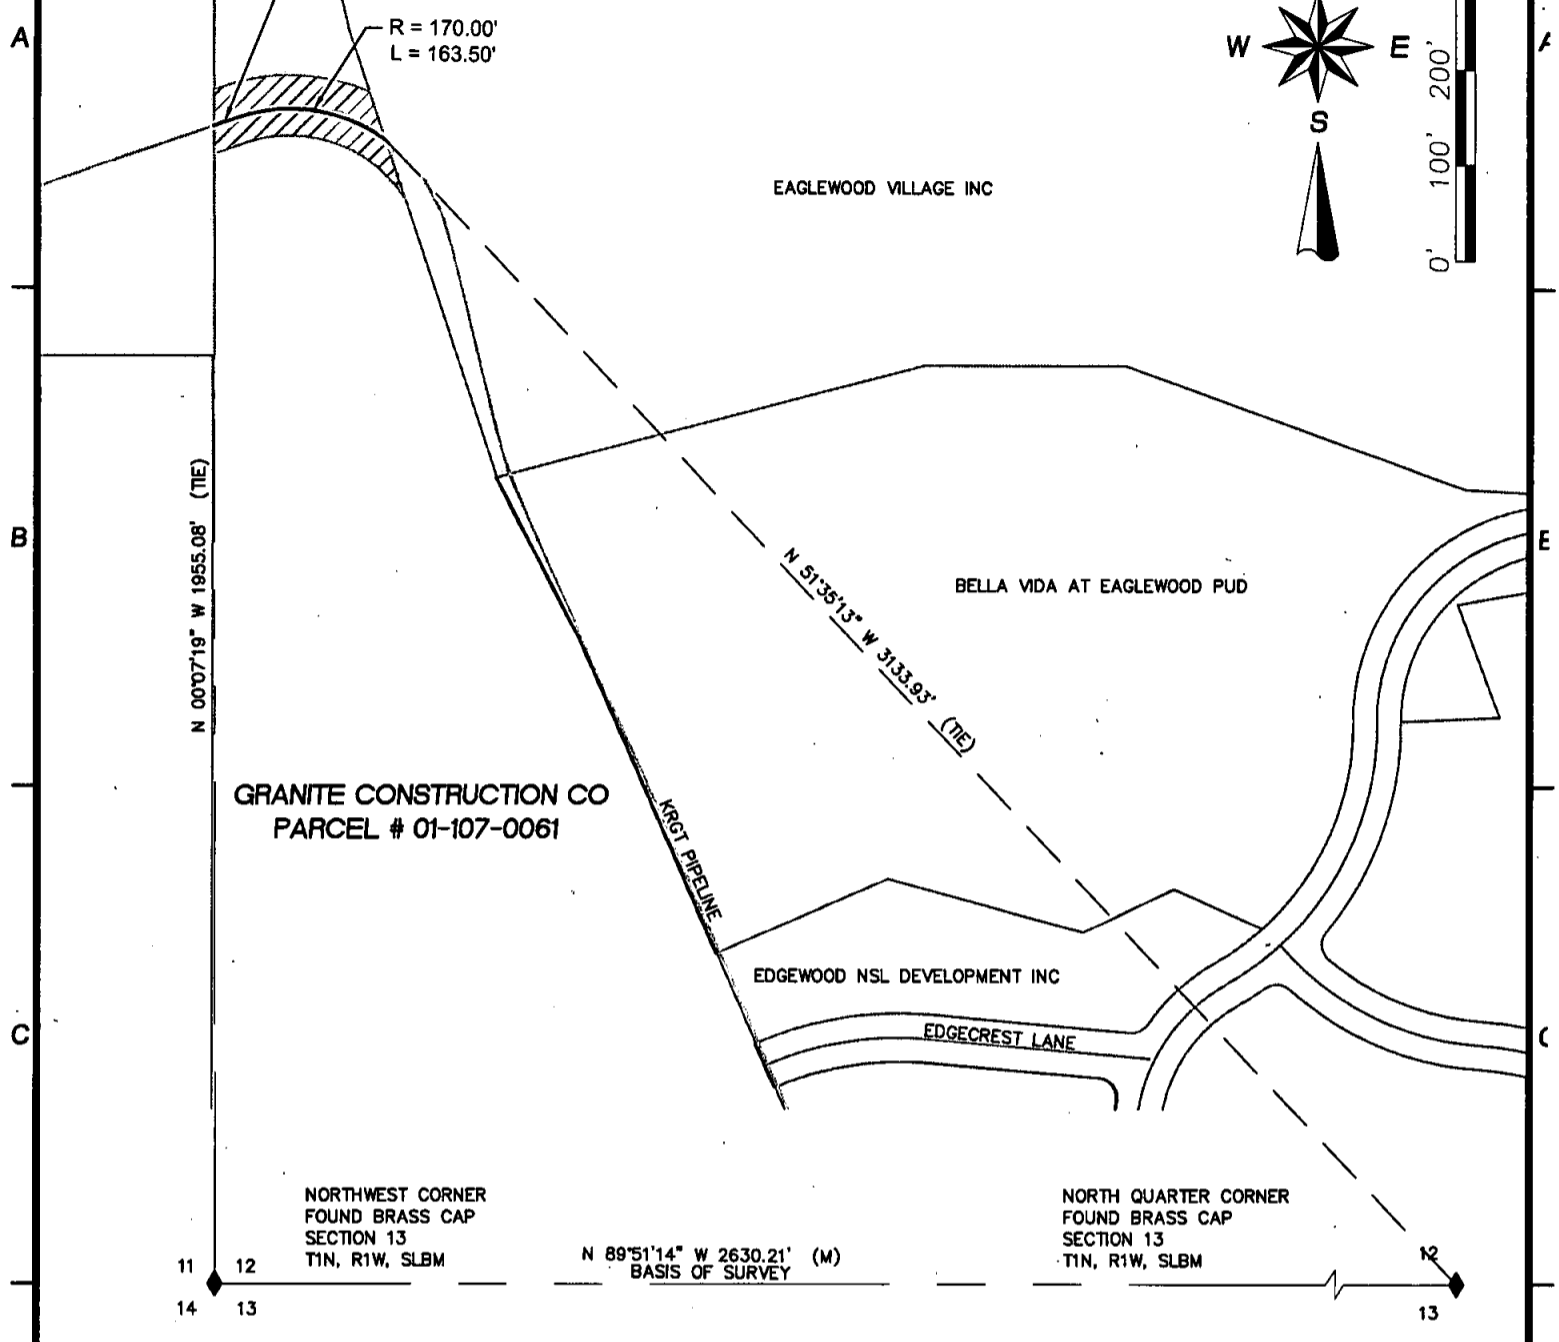 A
R = 170.00'
L = 163.50'
W
E
S
200'
100'
0'
EAGLEWOOD VILLAGE INC
N 00°07'19" W 1955.08' (TIE)
B
N 51°35'13" W 3133.93' (TIE)
BELLA VIDA AT EAGLEWOOD PUD
GRANITE CONSTRUCTION CO
PARCEL # 01-107-0061
KRGT PIPELINE
EDGEWOOD NSL DEVELOPMENT INC
C
EDGECREST LANE
NORTHWEST CORNER
FOUND BRASS CAP
SECTION 13
T1N, R1W, SLBM
NORTH QUARTER CORNER
FOUND BRASS CAP
SECTION 13
T1N, R1W, SLBM
N 89°51'14" W 2630.21' (M)
BASIS OF SURVEY
11
12
14
13
12
13